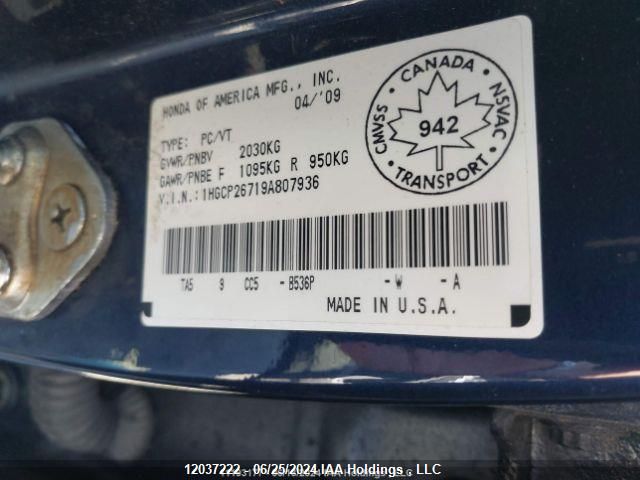 HONDA OF AMERICA MFG., INC.
04/'09
TYPE: PC/VT
GVWR/PNBV 2030KG
GAWR/PNBE F 1095KG R 950KG
V.I.N.:1HGCP26719A807936
TA5 9 CC5 -B536P -W -A
MADE IN U.S.A.
CANADA
CMVSS
942
NSVAC
TRANSPORT
12037222 06/25/2024 IAA Holdings LLC